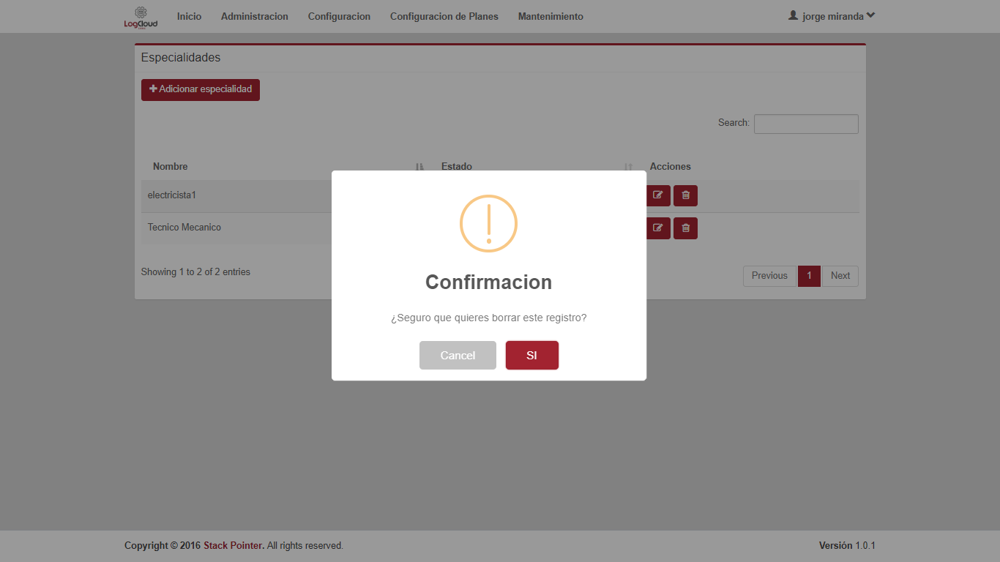 LogCloud
Inicio Administracion Configuracion Configuracion de Planes Mantenimiento jorge miranda
Especialidades
Adicionar especialidad
Search:
Nombre Estado Acciones
electricista1
Tecnico Mecanico
Showing 1 to 2 of 2 entries
Previous 1 Next
Confirmacion
¿Seguro que quieres borrar este registro?
Cancel SI
Copyright © 2016 Stack Pointer. All rights reserved. Versión 1.0.1